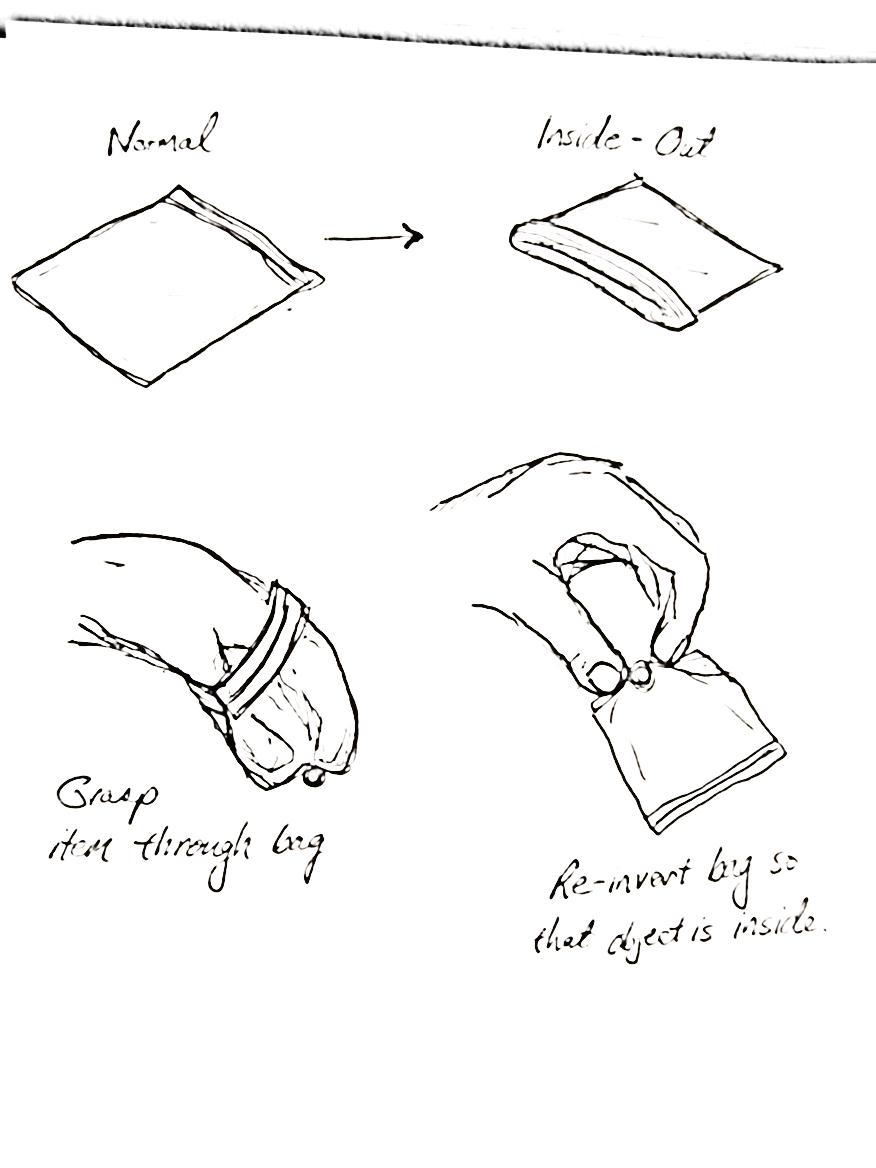 Normal
Inside-Out
Grasp
item through bag
Re-invert bag so
that object is inside.